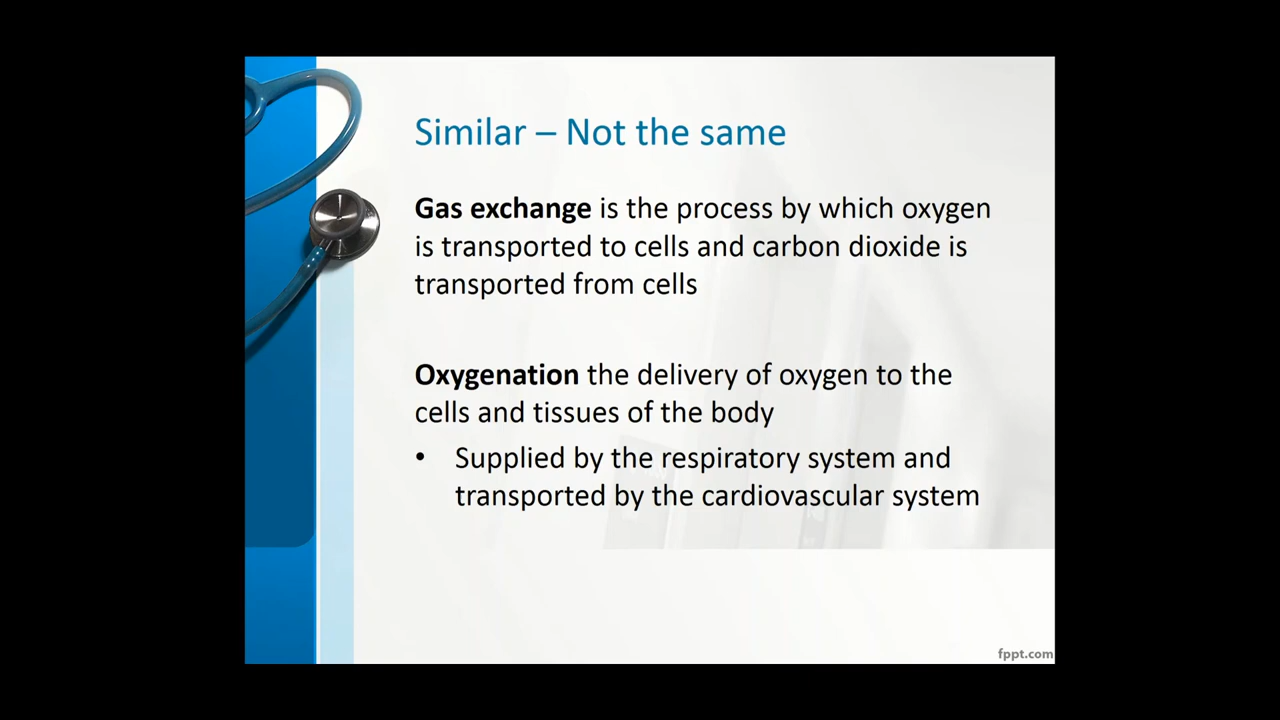 Similar – Not the same
Gas exchange is the process by which oxygen
is transported to cells and carbon dioxide is
transported from cells
Oxygenation the delivery of oxygen to the
cells and tissues of the body
• Supplied by the respiratory system and
transported by the cardiovascular system
fppt.com